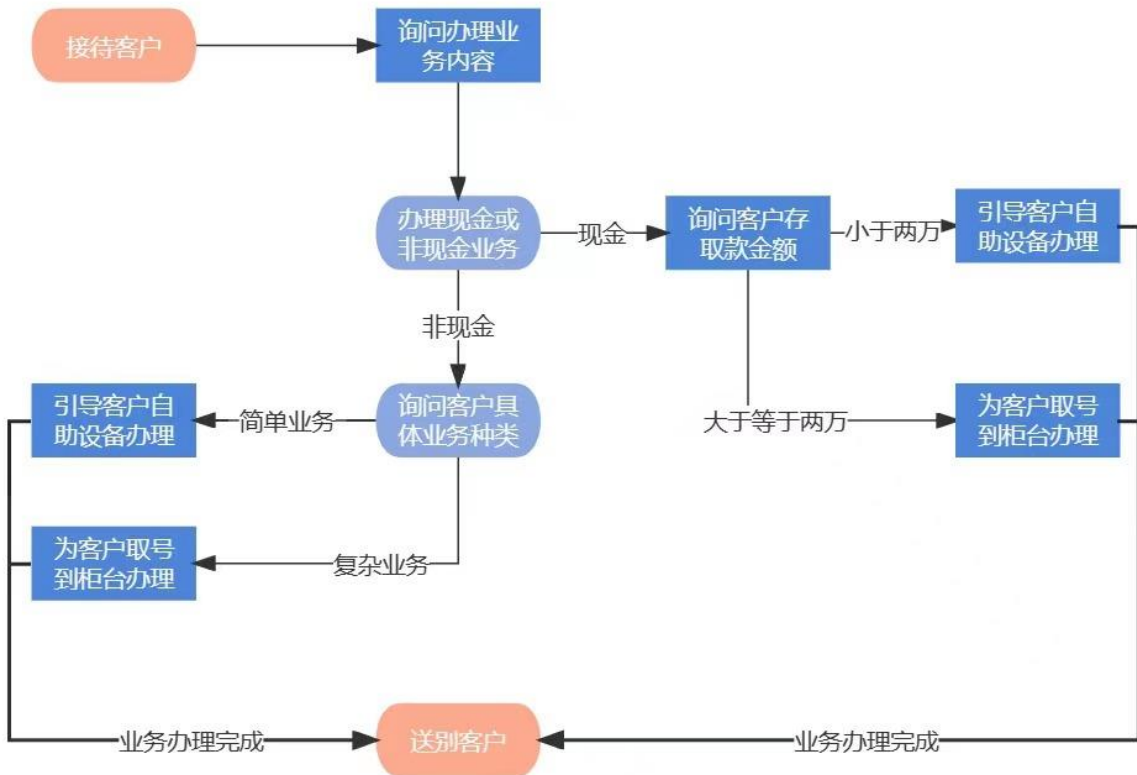 接待客户
询问办理业
务内容
办理现金或
非现金业务
现金
询问客户存
取款金额
小于两万
引导客户自
助设备办理
非现金
引导客户自
助设备办理
简单业务
询问客户具
体业务种类
大于等于两万
为客户取号
到柜台办理
为客户取号
到柜台办理
复杂业务
业务办理完成
送别客户
业务办理完成